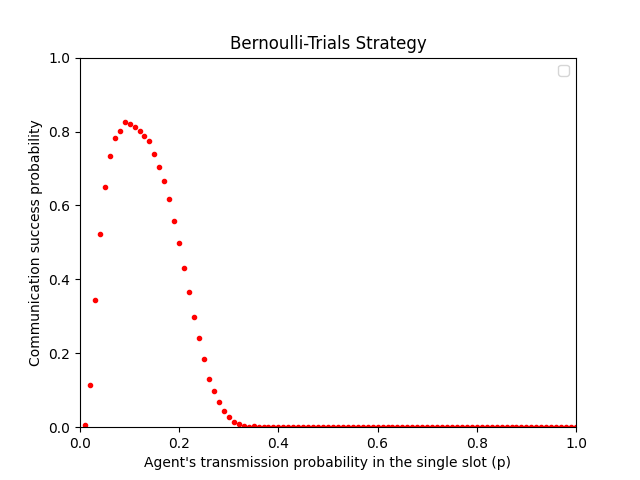 Bernoulli-Trials Strategy
Communication success probability
1.0
0.8
0.6
0.4
0.2
0.0
0.0 0.2 0.4 0.6 0.8 1.0
Agent's transmission probability in the single slot (p)